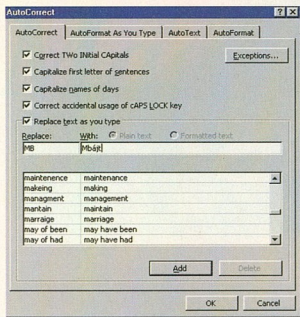 AutoCorrect
AutoCorrect AutoFormat As You Type AutoText AutoFormat
Correct TWo INitial CApitals
Exceptions...
Capitalize first letter of sentences
Capitalize names of days
Correct accidental usage of cAPS LOCK key
Replace text as you type
Replace: With: Plain text Formatted text
MB Mbájt
maintenence maintenance
makeing making
managment management
mantain maintain
marraige marriage
may of been may have been
may of had may have had
Add Delete
OK Cancel